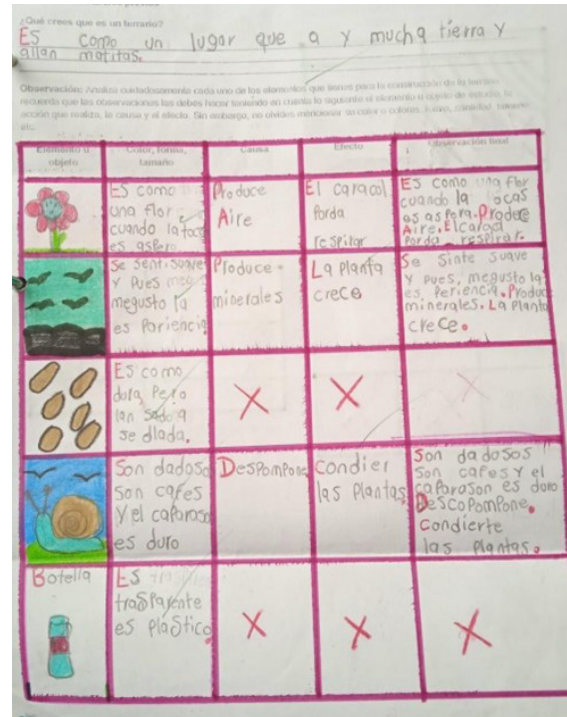 ¿Qué crees que es un terrario?
Es como un lugar que a y mucha tierra y
allan matitas.
Observación: Analiza cuidadosamente cada uno de los elementos que tienes para la construcción de tu terrario,
recuerda que las observaciones las debes hacer teniendo en cuenta lo siguiente el elemento u objeto de estudio, la
acción que realiza, la causa y el efecto. Sin embargo, no olvides mencionar su color o colores, forma, cantidad, tamaño
etc.
Elemento u objeto
Color, forma, tamaño
Causa
Efecto
Observación final
ES como
una flor
cuando la toca
es aspero.
Produce
Aire
El caracol
Porda
respirar
ES como una flor
cuando la ocas
es aspera. Produce
Aire. El caracol
Porda respirar.
Se senti. suave
Y Pues
megusto la
es Pariencia
Produce
minerales
La Planta
crece
Se sinte suave
y pues, megusto la
es Periencia. Produce
minerales. La Planta
crece.
ES como
dura Pero
se dlada.
X
X
X
Son dadoso
Son cafes
y el caparason
es duro
DesPomPone
condier
las Plantas
Son dadosos
Son cafes y el
caparason es duro
DescoPomPone.
condierte
las plantas.
Botella
ES
trasParente
es plastico
X
X
X